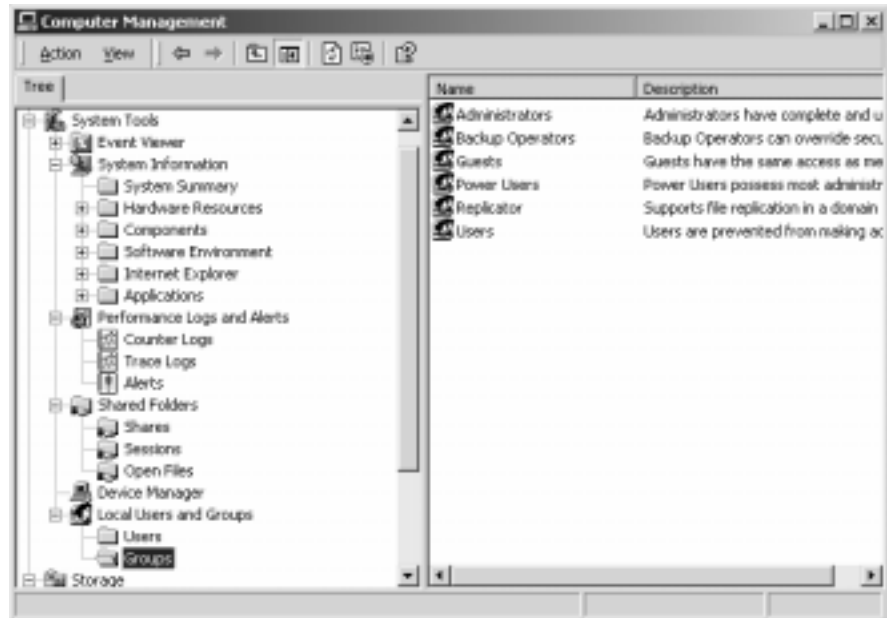 Computer Management
Action View
Tree
System Tools
Event Viewer
System Information
System Summary
Hardware Resources
Components
Software Environment
Internet Explorer
Applications
Performance Logs and Alerts
Counter Logs
Trace Logs
Alerts
Shared Folders
Shares
Sessions
Open Files
Device Manager
Local Users and Groups
Users
Groups
Storage
Name Description
Administrators Administrators have complete and u
Backup Operators Backup Operators can override secu
Guests Guests have the same access as me
Power Users Power Users possess most administr
Replicator Supports file replication in a domain
Users Users are prevented from making ac